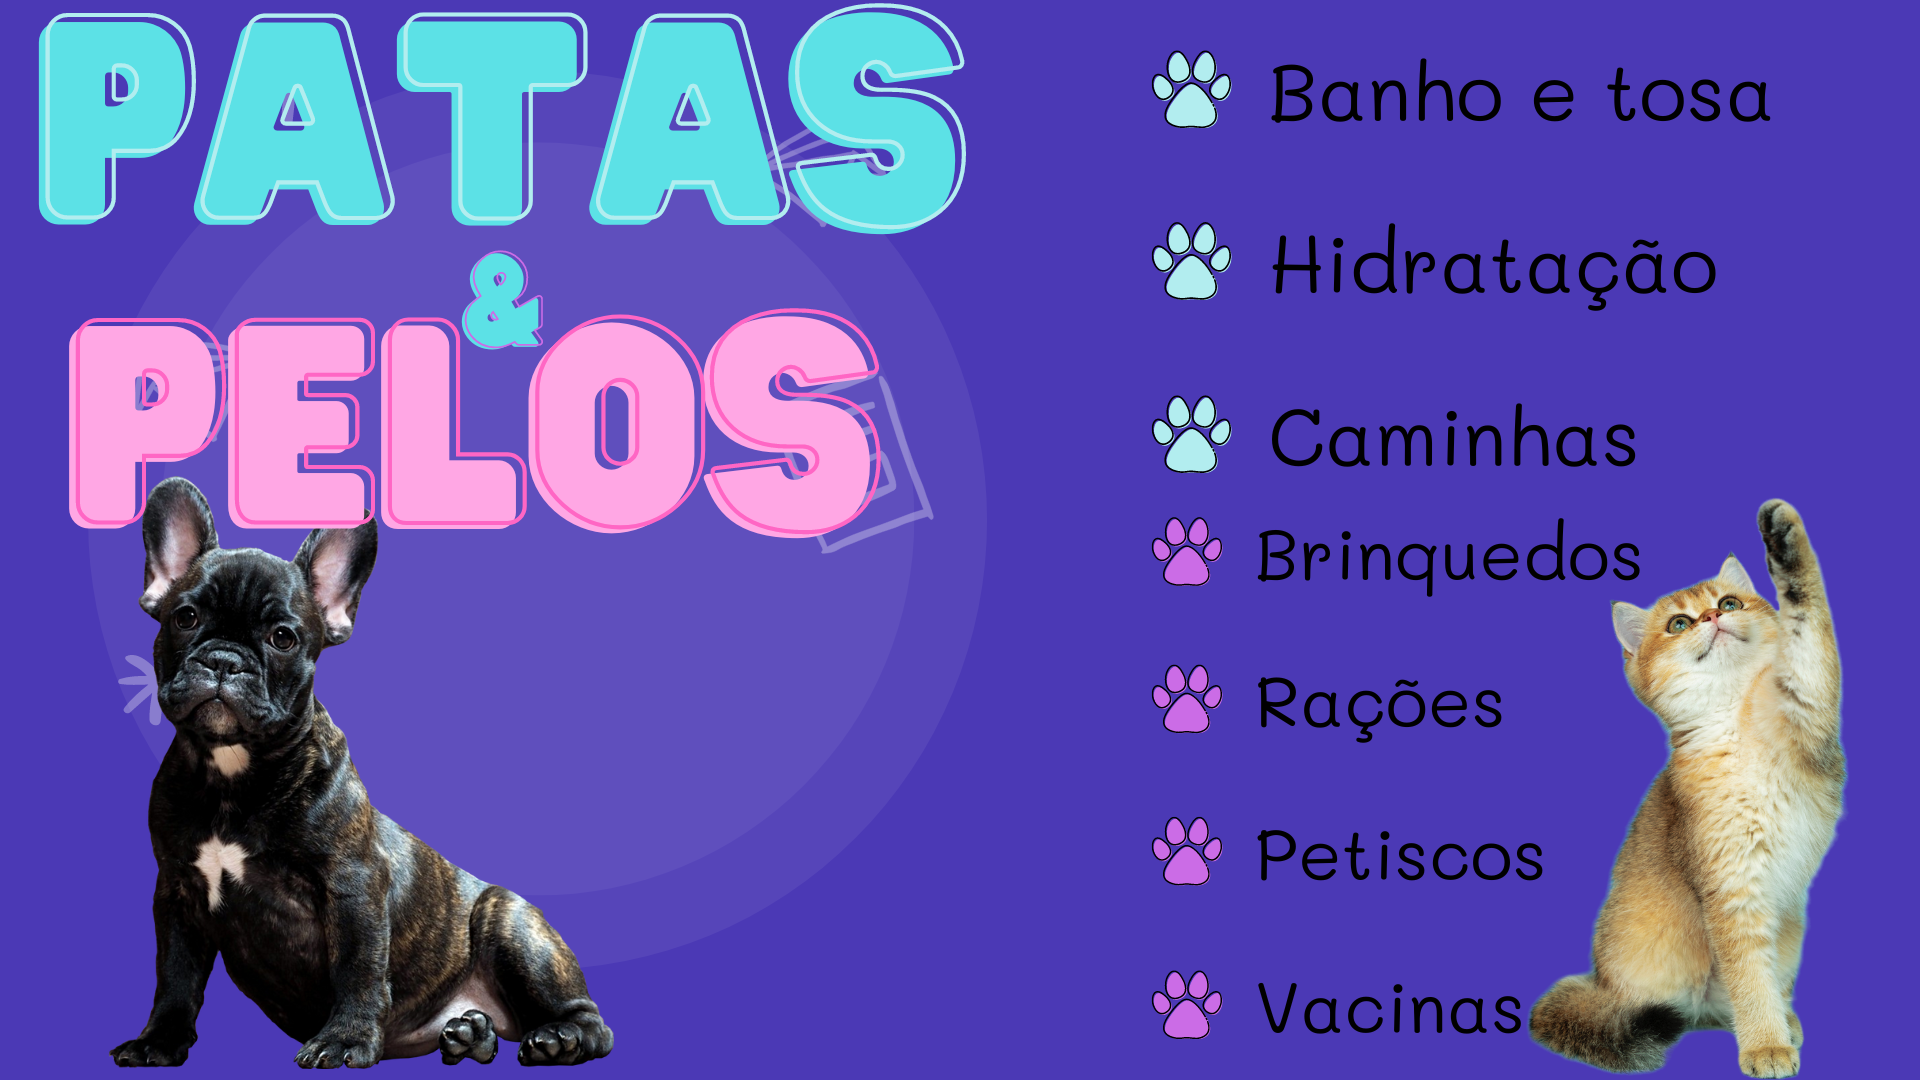 PATAS
&
PELOS
Banho e tosa
Hidratação
Caminhas
Brinquedos
Rações
Petiscos
Vacinas